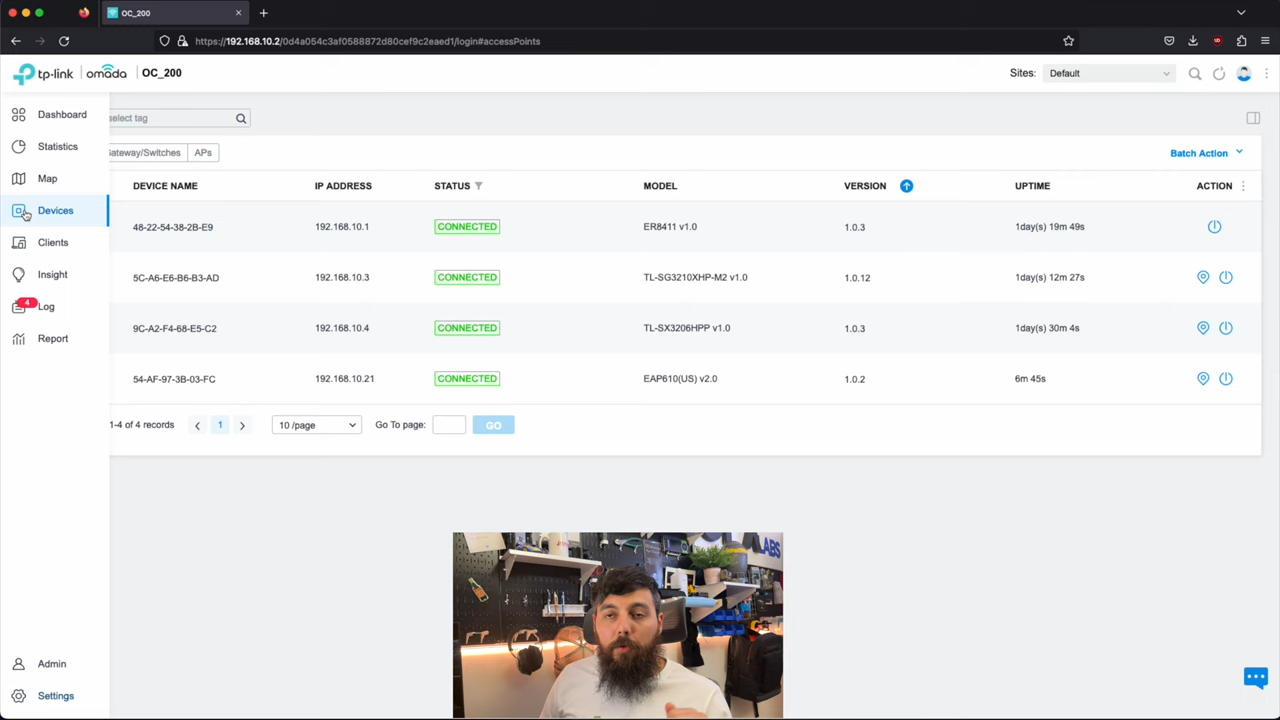 OC_200
https://192.168.10.2/0d4a054c3af0588872d80cef9c2eaed1/login#accessPoints
tp-link | omada OC_200
Sites: Default
Dashboard
Statistics
Map
Devices
Clients
Insight
4
Log
Report
Admin
Settings
select tag
Gateway/Switches APs
Batch Action
DEVICE NAME IP ADDRESS STATUS MODEL VERSION UPTIME ACTION
48-22-54-38-2B-E9 192.168.10.1 CONNECTED ER8411 v1.0 1.0.3 1day(s) 19m 49s
5C-A6-E6-B6-B3-AD 192.168.10.3 CONNECTED TL-SG3210XHP-M2 v1.0 1.0.12 1day(s) 12m 27s
9C-A2-F4-68-E5-C2 192.168.10.4 CONNECTED TL-SX3206HPP v1.0 1.0.3 1day(s) 30m 4s
54-AF-97-3B-03-FC 192.168.10.21 CONNECTED EAP610(US) v2.0 1.0.2 6m 45s
1-4 of 4 records 1 10 /page Go To page: GO
ABS